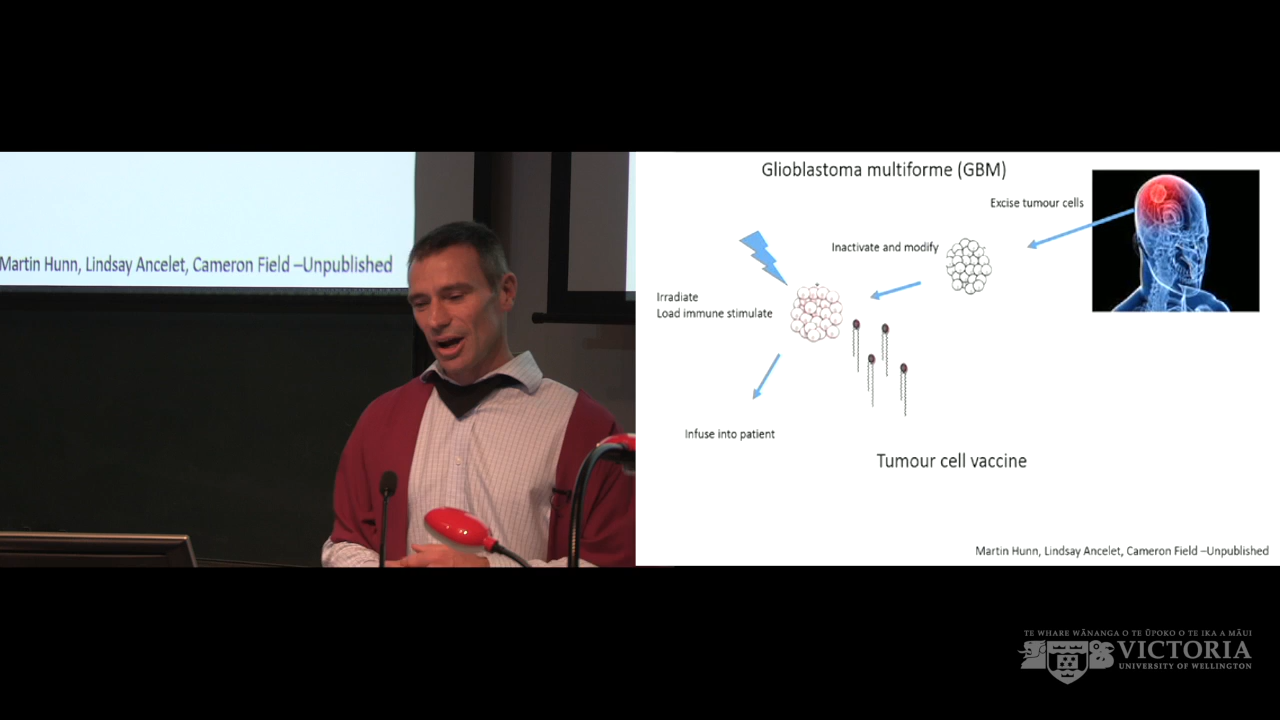 Martin Hunn, Lindsay Ancelet, Cameron Field –Unpublished
Glioblastoma multiforme (GBM)
Excise tumour cells
Inactivate and modify
Irradiate
Load immune stimulate
Infuse into patient
Tumour cell vaccine
Martin Hunn, Lindsay Ancelet, Cameron Field –Unpublished
TE WHARE WĀNANGA O TE ŪPOKO O TE IKA A MĀUI
VICTORIA
UNIVERSITY OF WELLINGTON